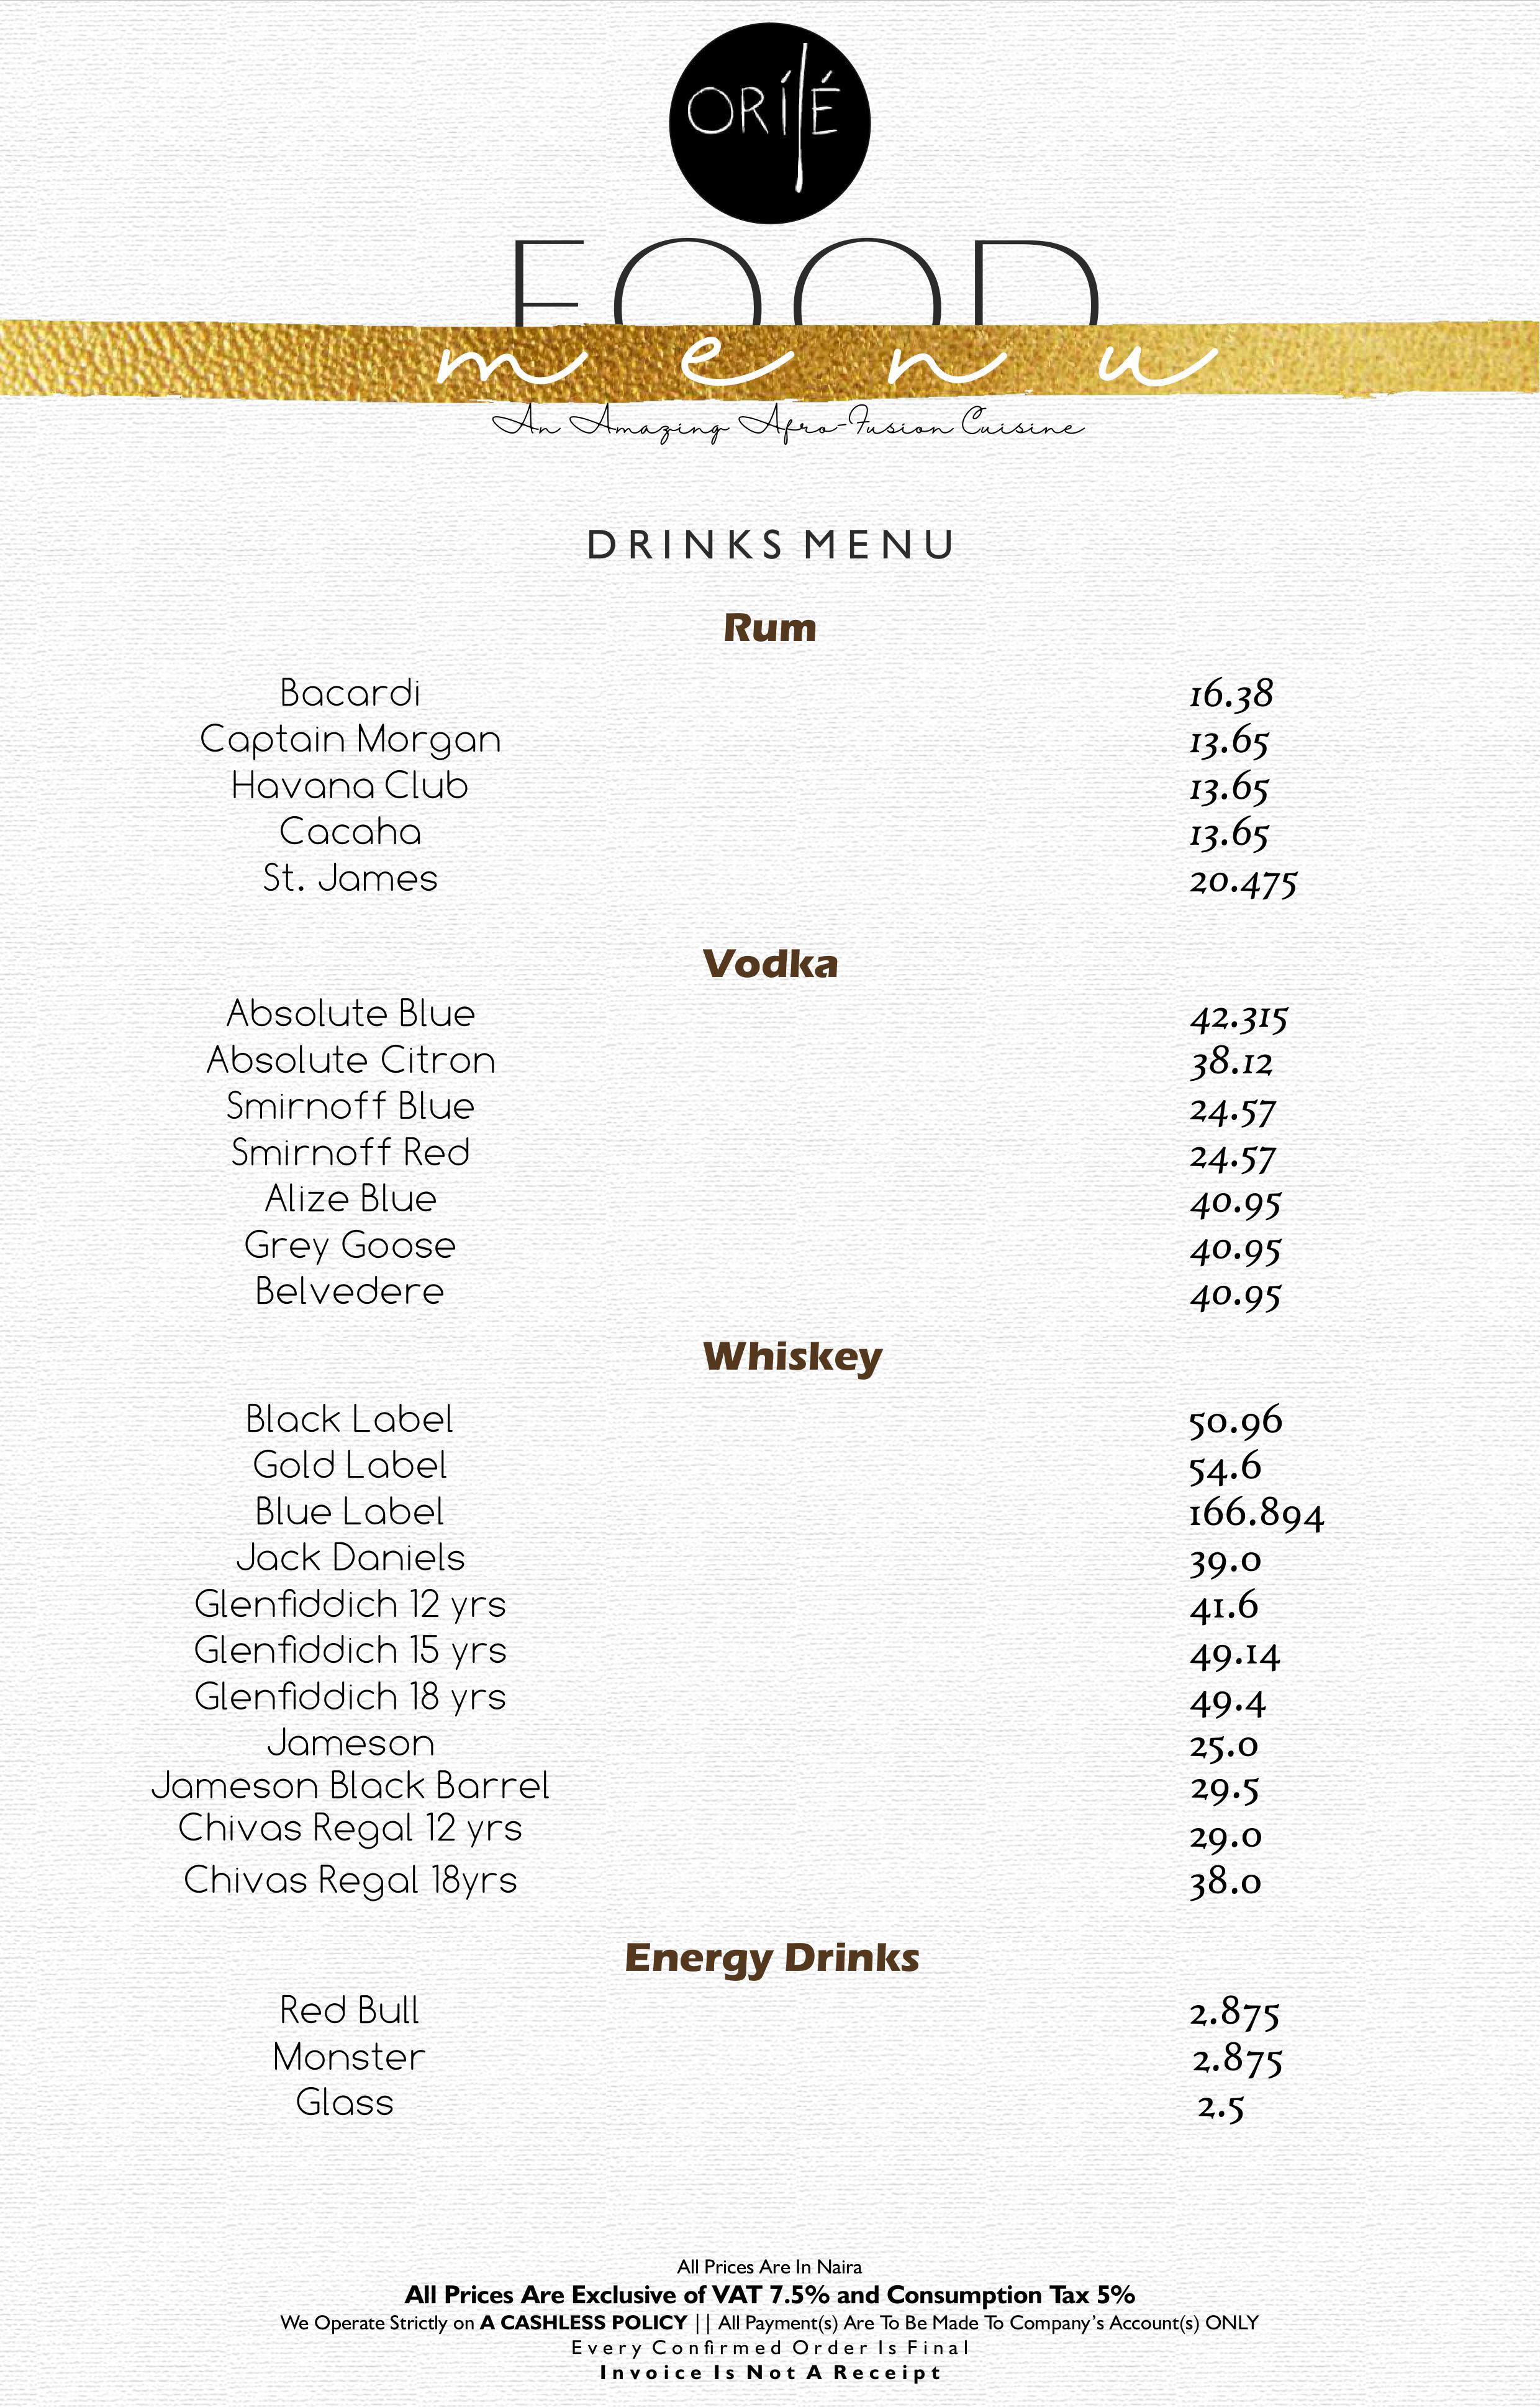 ORÍLÉ
FOOD
menu
An Amazing Afro-Fusion Cuisine
DRINKS MENU
Rum
Bacardi 16.38
Captain Morgan 13.65
Havana Club 13.65
Cacaha 13.65
St. James 20.475
Vodka
Absolute Blue 42.315
Absolute Citron 38.12
Smirnoff Blue 24.57
Smirnoff Red 24.57
Alize Blue 40.95
Grey Goose 40.95
Belvedere 40.95
Whiskey
Black Label 50.96
Gold Label 54.6
Blue Label 166.894
Jack Daniels 39.0
Glenfiddich 12 yrs 41.6
Glenfiddich 15 yrs 49.14
Glenfiddich 18 yrs 49.4
Jameson 25.0
Jameson Black Barrel 29.5
Chivas Regal 12 yrs 29.0
Chivas Regal 18yrs 38.0
Energy Drinks
Red Bull 2.875
Monster 2.875
Glass 2.5
All Prices Are In Naira
All Prices Are Exclusive of VAT 7.5% and Consumption Tax 5%
We Operate Strictly on A CASHLESS POLICY || All Payment(s) Are To Be Made To Company's Account(s) ONLY
Every Confirmed Order Is Final
Invoice Is Not A Receipt